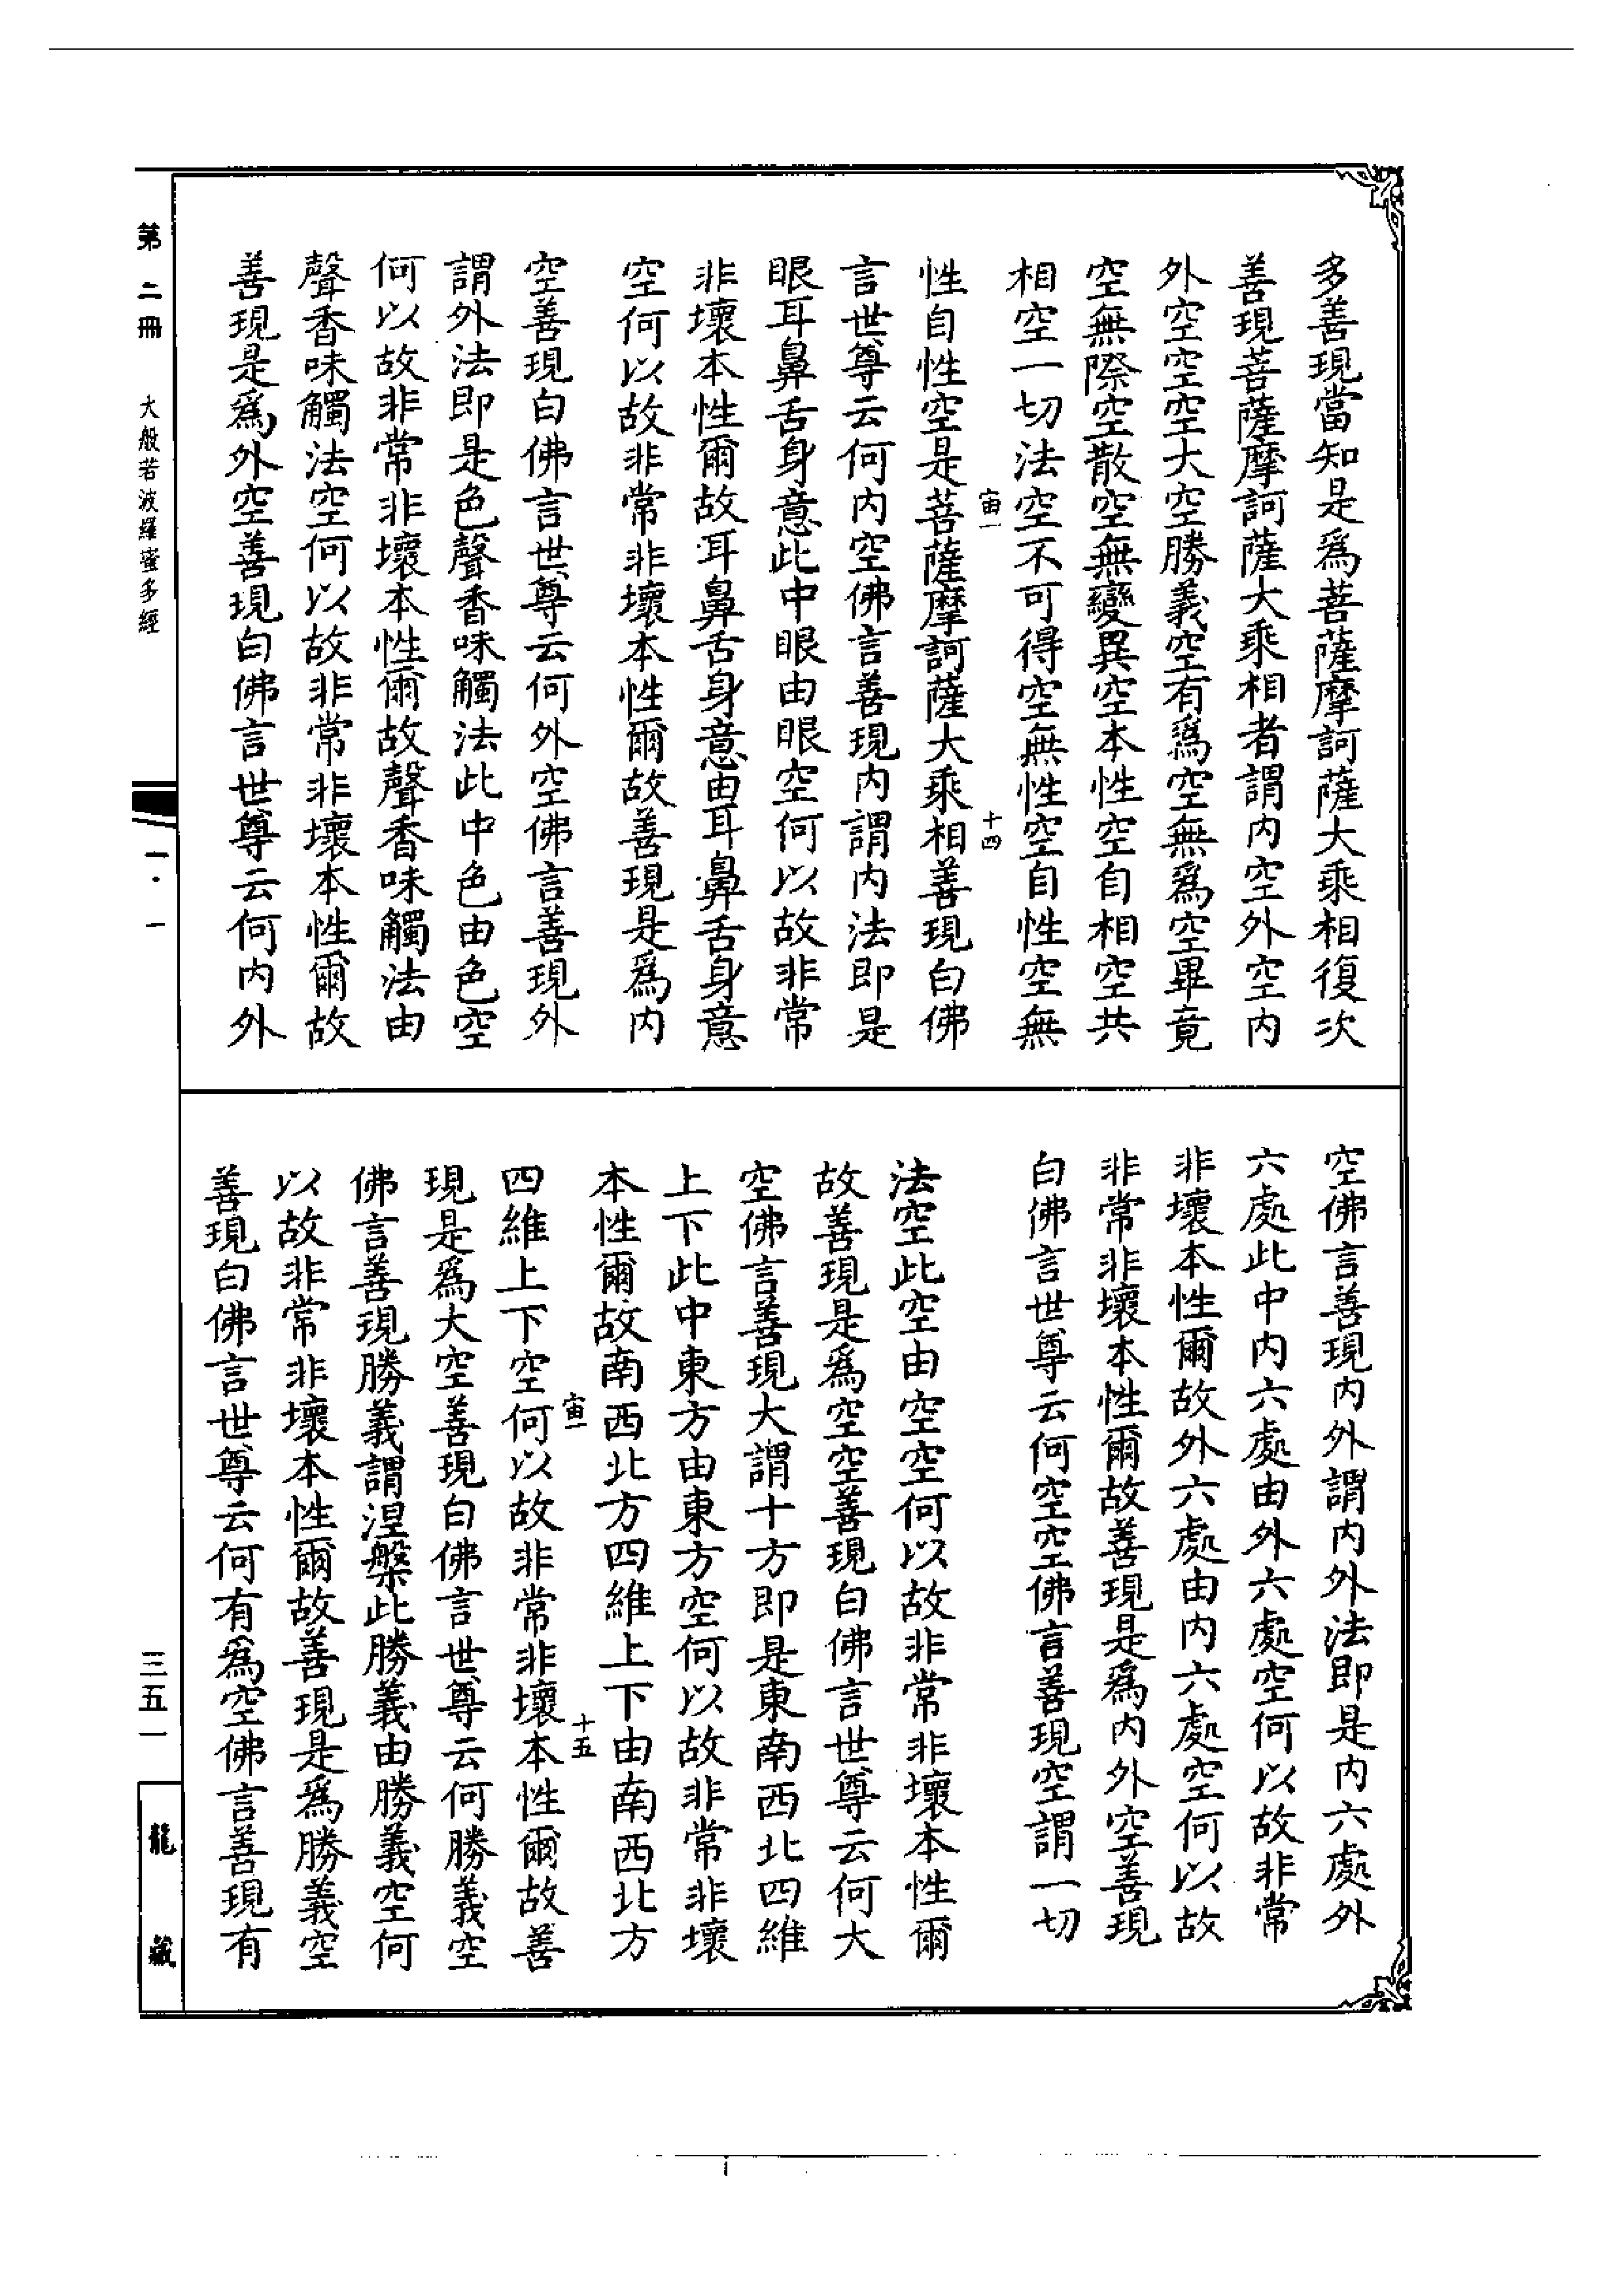 多善現當知是爲菩薩摩訶薩大乘相復次
善現菩薩摩訶薩大乘相者謂内空外空内
外空空空大空勝義空有爲空無爲空畢竟
空無際空散空無變異空本性空自相空共
相空一切法空不可得空無性空自性空無
宙一
十四
性自性空是菩薩摩訶薩大乘相善現白佛
言世尊云何内空佛言善現内謂内法即是
眼耳鼻舌身意此中眼由眼空何以故非常
非壞本性爾故耳鼻舌身意由耳鼻舌身意
空何以故非常非壞本性爾故善現是爲内
空善現白佛言世尊云何外空佛言善現外
謂外法即是色聲香味觸法此中色由色空
何以故非常非壞本性爾故聲香味觸法由
聲香味觸法空何以故非常非壞本性爾故
善現是爲外空善現白佛言世尊云何内外
空佛言善現内外謂内外法即是内六處外
六處此中内六處由外六處空何以故非常
非壞本性爾故外六處由内六處空何以故
非常非壞本性爾故善現是爲内外空善現
白佛言世尊云何空空佛言善現空謂一切
法空此空由空空何以故非常非壞本性爾
故善現是爲空空善現白佛言世尊云何大
空佛言善現大謂十方即是東南西北四維
上下此中東方由東方空何以故非常非壞
本性爾故南西北方四維上下由南西北方
宙一
十五
四維上下空何以故非常非壞本性爾故善
現是爲大空善現白佛言世尊云何勝義空
佛言善現勝義謂涅槃此勝義由勝義空何
以故非常非壞本性爾故善現是爲勝義空
善現白佛言世尊云何有爲空佛言善現有
第二冊
大般若波羅蜜多經
一·一
三五一
龍藏